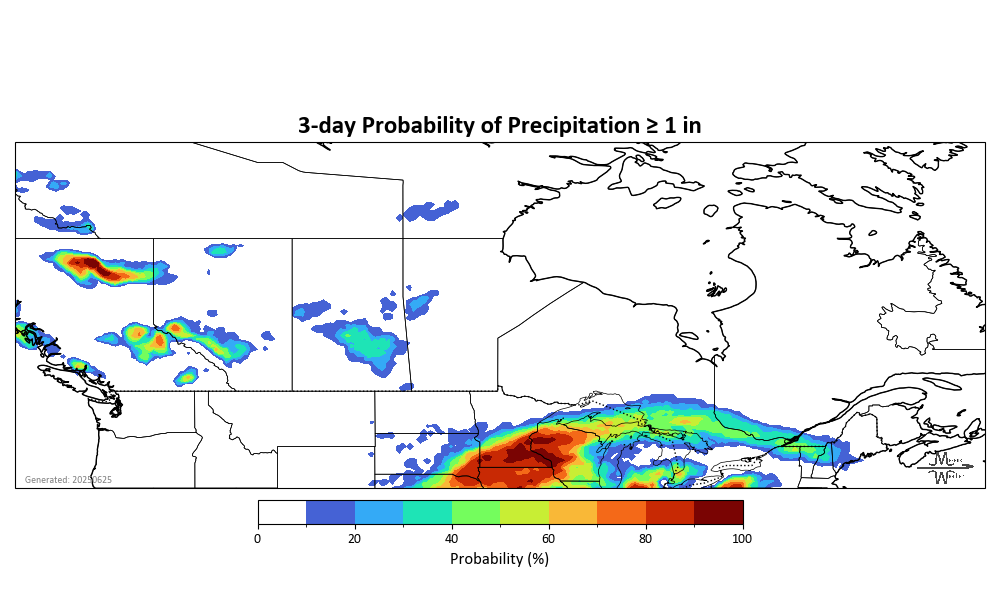 3-day Probability of Precipitation ≥ 1 in
Generated: 20250625
0 20 40 60 80 100
Probability (%)